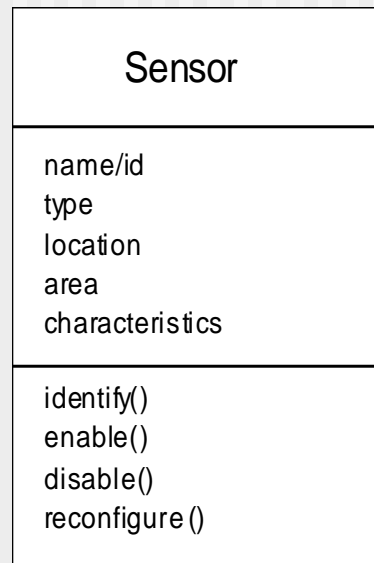 Sensor
name/id
type
location
area
characteristics
identify()
enable()
disable()
reconfigure()